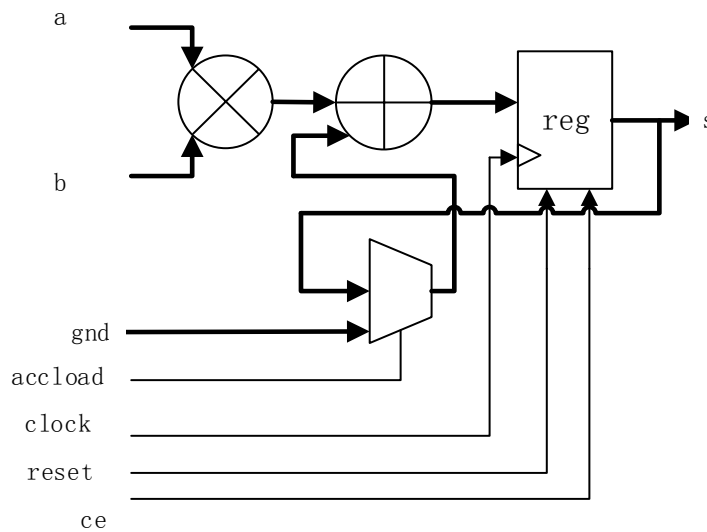 a
reg
s
b
gnd
accload
clock
reset
ce